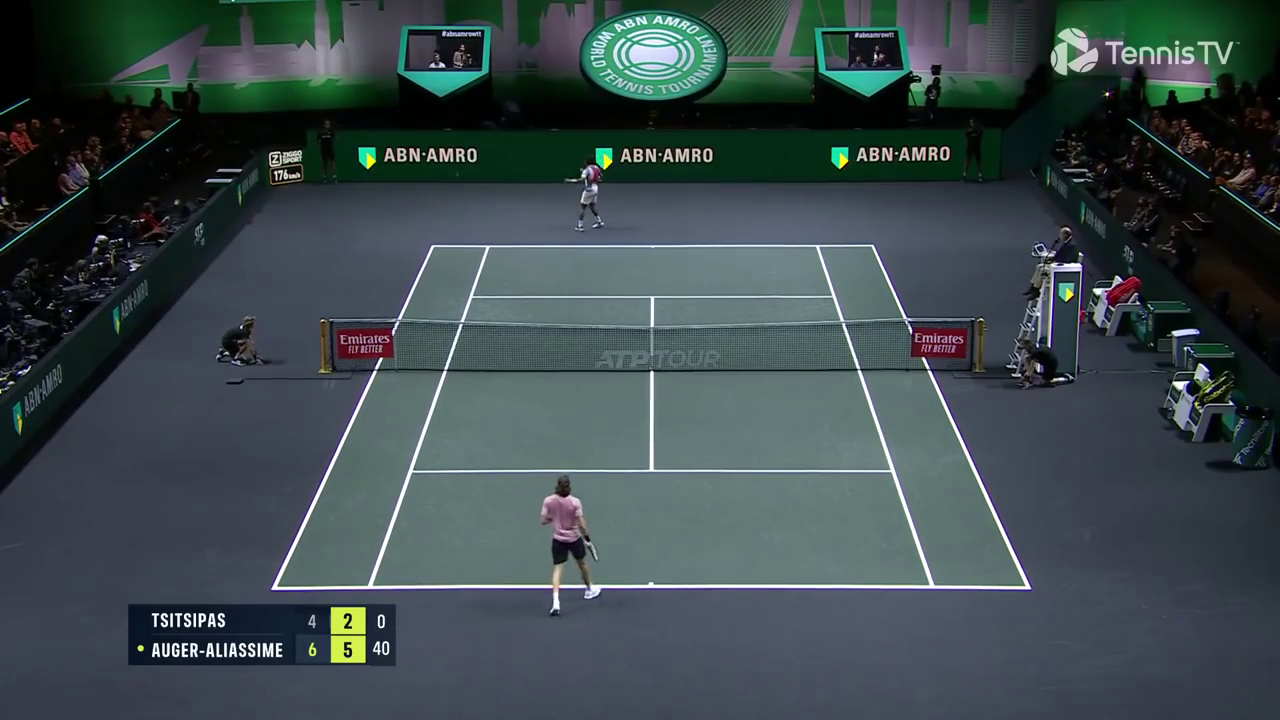 #abnamrowtt
ABN AMRO
WORLD TENNIS TOURNAMENT
#abnamrowtt
TennisTV
ZIGGO SPORT
176 km/h
ABN·AMRO
ABN·AMRO
ABN·AMRO
ABN·AMRO
ABN·AMRO
Emirates
FLY BETTER
ATP TOUR
Emirates
FLY BETTER
TSITSIPAS 4 2 0
AUGER-ALIASSIME 6 5 40